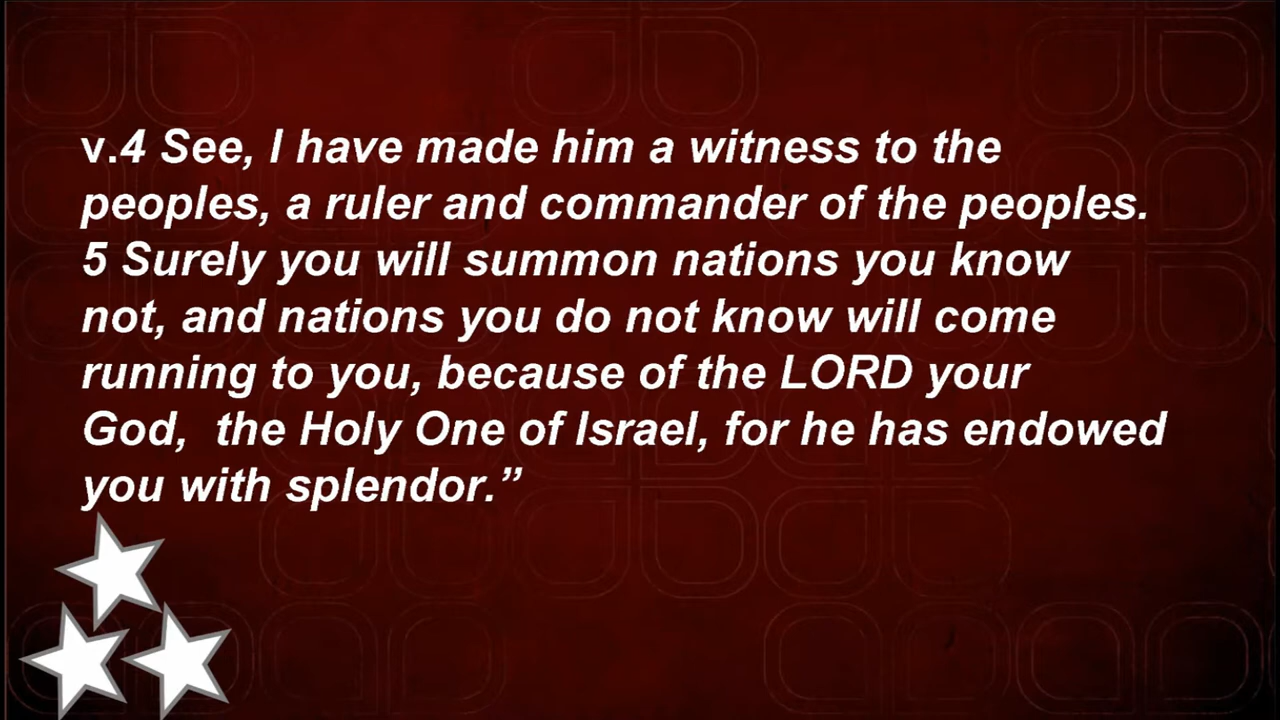 v.4 See, I have made him a witness to the
peoples, a ruler and commander of the peoples.
5 Surely you will summon nations you know
not, and nations you do not know will come
running to you, because of the LORD your
God,  the Holy One of Israel, for he has endowed
you with splendor.”